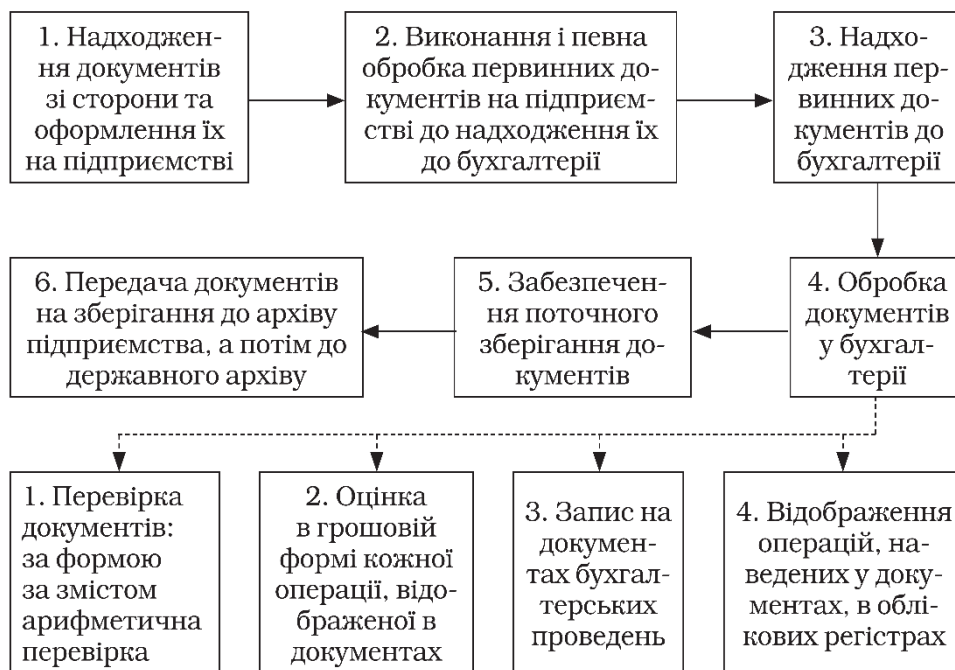 1. Надходжен-
ня документів
зі сторони та
оформлення їх
на підприємстві
2. Виконання і певна
обробка первинних до-
кументів на підприєм-
стві до надходження їх
до бухгалтерії
3. Надхо-
дження пер-
винних до-
кументів до
бухгалтерії
6. Передача документів
на зберігання до архіву
підприємства, а потім до
державного архіву
5. Забезпечен-
ня поточного
зберігання до-
кументів
4. Обробка
документів
у бухгал-
терії
1. Перевірка
документів:
за формою
за змістом
арифметична
перевірка
2. Оцінка
в грошовій
формі кожної
операції, відо-
браженої в
документах
3. Запис на
докумен-
тах бухгал-
терських
проведень
4. Відображення
операцій, на-
ведених у доку-
ментах, в облі-
кових регістрах